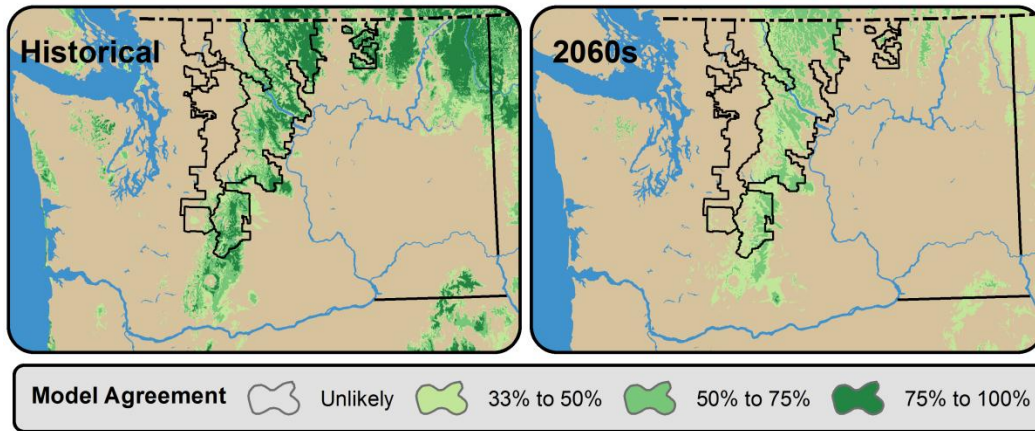 Historical
2060s
Model Agreement Unlikely 33% to 50% 50% to 75% 75% to 100%